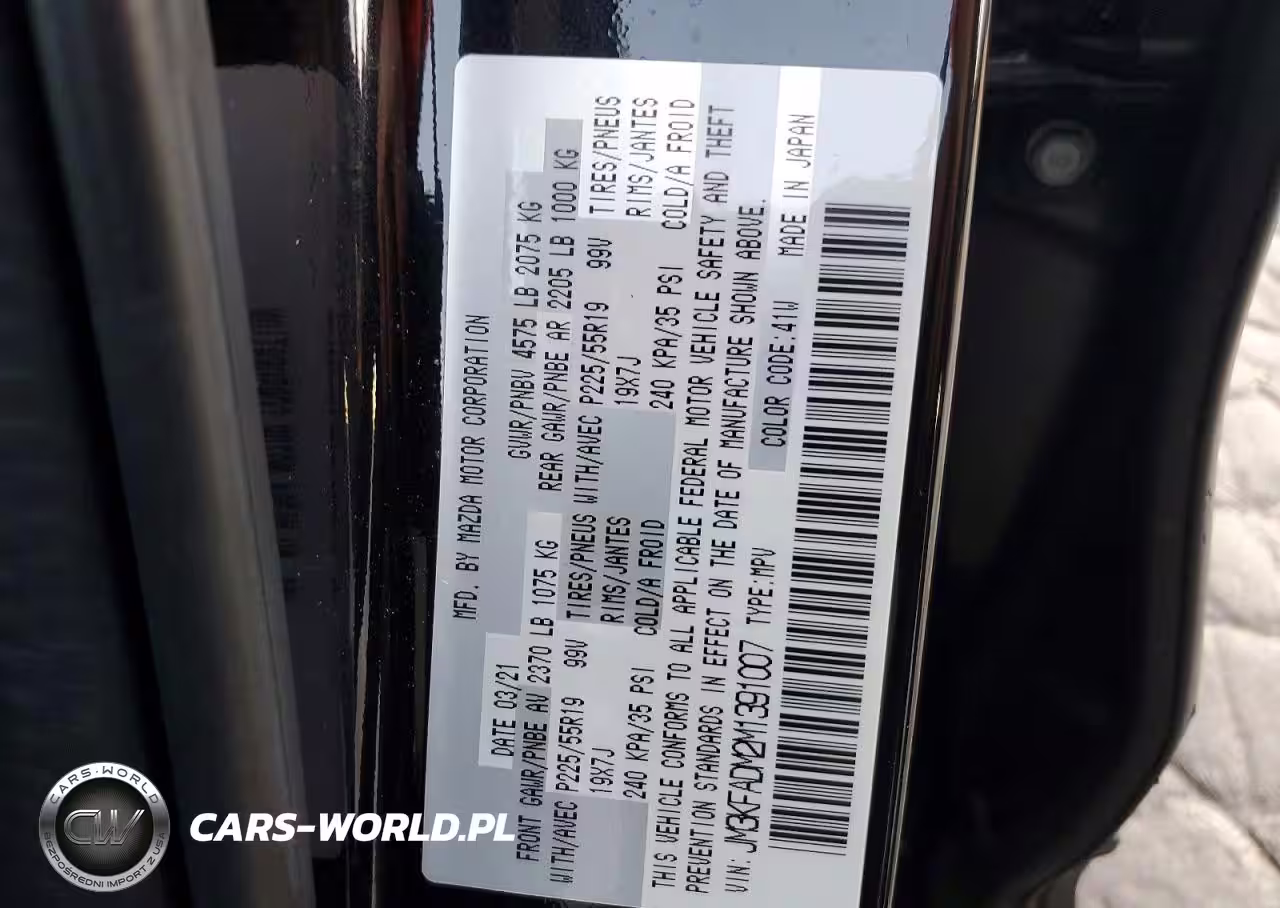 MFD. BY MAZDA MOTOR CORPORATION
DATE 03/21 GVWR/PNBV 4575 LB 2075 KG
FRONT GAWR/PNBE AV 2370 LB 1075 KG REAR GAWR/PNBE AR 2205 LB 1000 KG
WITH/AVEC P225/55R19 99V TIRES/PNEUS WITH/AVEC P225/55R19 99V TIRES/PNEUS
19X7J RIMS/JANTES 19X7J RIMS/JANTES
240 KPA/35 PSI COLD/A FROID 240 KPA/35 PSI COLD/A FROID
THIS VEHICLE CONFORMS TO ALL APPLICABLE FEDERAL MOTOR VEHICLE SAFETY AND THEFT
PREVENTION STANDARDS IN EFFECT ON THE DATE OF MANUFACTURE SHOWN ABOVE.
VIN: JM3KFADM2M1391007 TYPE:MPV COLOR CODE:41W MADE IN JAPAN
CARS-WORLD
CW
BEZPOŚREDNI IMPORT Z USA
CARS-WORLD.PL